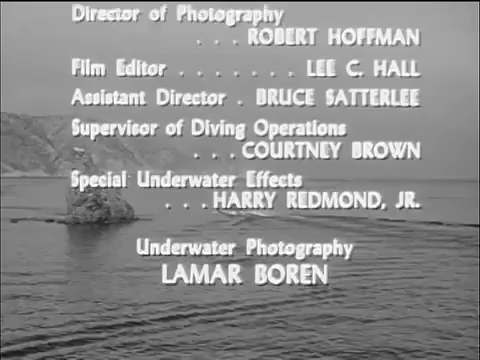 Director of Photography
. . . ROBERT HOFFMAN
Film Editor . . . . . . . LEE C. HALL
Assistant Director . BRUCE SATTERLEE
Supervisor of Diving Operations
. . . COURTNEY BROWN
Special Underwater Effects
. . . HARRY REDMOND, JR.
Underwater Photography
LAMAR BOREN